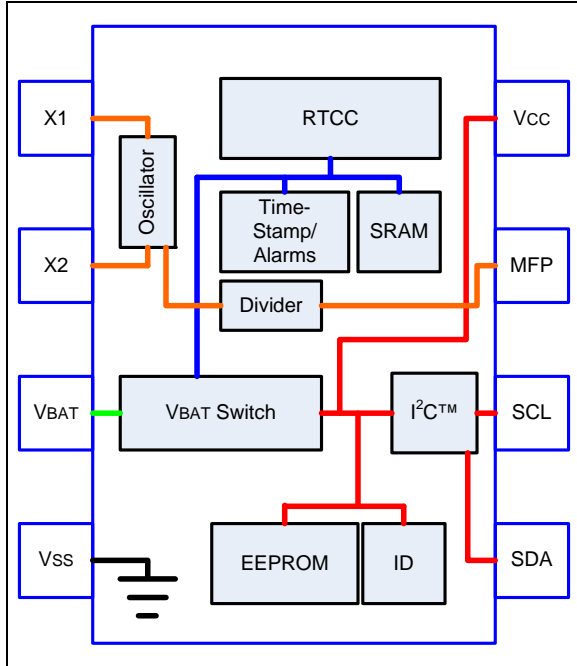 X1
RTCC
VCC
Oscillator
Time-
Stamp/
Alarms
SRAM
X2
MFP
Divider
VBAT
VBAT Switch
I²C™
SCL
VSS
EEPROM
ID
SDA